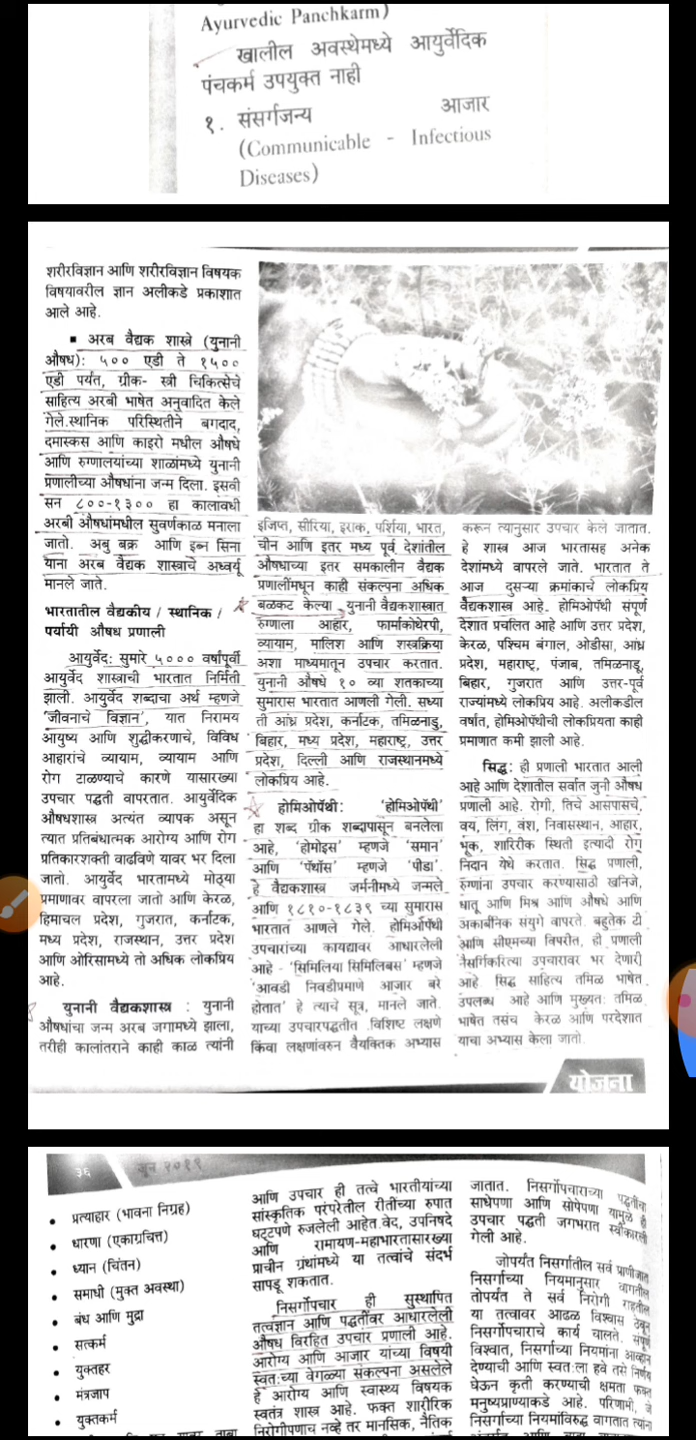 Ayurvedic Panchkarm)
खालील अवस्थेमध्ये आयुर्वेदिक
पंचकर्म उपयुक्त नाही
१. संसर्गजन्य आजार
(Communicable - Infectious
Diseases)
शरीरविज्ञान आणि शरीरविज्ञान विषयक
विषयावरील ज्ञान अलीकडे प्रकाशात
आले आहे.
■ अरब वैद्यक शास्त्रे (युनानी
औषध): ५०० एडी ते १५००
एडी पर्यंत, ग्रीक- स्त्री चिकित्सेचे
साहित्य अरबी भाषेत अनुवादित केले
गेले.स्थानिक परिस्थितीने बगदाद,
दमास्कस आणि काइरो मधील औषधे
आणि रुग्णालयांच्या शाळांमध्ये युनानी
प्रणालीच्या औषधांना जन्म दिला. इसवी
सन ८००-१३०० हा कालावधी
अरबी औषधांमधील सुवर्णकाळ मनाला
जातो. अबु बक्र आणि इब्न सिना
याना अरब वैद्यक शास्त्राचे अध्वर्यू
मानले जाते.
भारतातील वैद्यकीय / स्थानिक /
पर्यायी औषध प्रणाली
आयुर्वेद: सुमारे ५००० वर्षांपूर्वी
आयुर्वेद शास्त्राची भारतात निर्मिती
झाली. आयुर्वेद शब्दाचा अर्थ म्हणजे
'जीवनाचे विज्ञान', यात निरामय
आयुष्य आणि शुद्धीकरणाचे, विविध
आहारांचे व्यायाम, व्यायाम आणि
रोग टाळण्याचे कारणे यासारख्या
उपचार पद्धती वापरतात. आयुर्वेदिक
औषधशास्त्र अत्यंत व्यापक असून
त्यात प्रतिबंधात्मक आरोग्य आणि रोग
प्रतिकारशक्ती वाढविणे यावर भर दिला
जातो. आयुर्वेद भारतामध्ये मोठ्या
प्रमाणावर वापरला जातो आणि केरळ,
हिमाचल प्रदेश, गुजरात, कर्नाटक,
मध्य प्रदेश, राजस्थान, उत्तर प्रदेश
आणि ओरिसामध्ये तो अधिक लोकप्रिय
आहे.
युनानी वैद्यकशास्त्र : युनानी
औषधांचा जन्म अरब जगामध्ये झाला,
तरीही कालांतराने काही काळ त्यांनी
इजिप्त, सीरिया, इराक, पर्शिया, भारत,
चीन आणि इतर मध्य पूर्व देशांतील
औषधाच्या इतर समकालीन वैद्यक
प्रणालींमधून काही संकल्पना अधिक
बळकट केल्या. युनानी वैद्यकशास्त्रात
रुग्णाला आहार, फार्माकोथेरपी,
व्यायाम, मालिश आणि शस्त्रक्रिया
अशा माध्यमातून उपचार करतात.
युनानी औषधे १० व्या शतकाच्या
सुमारास भारतात आणली गेली. सध्या
ती आंध्र प्रदेश, कर्नाटक, तमिळनाडु,
बिहार, मध्य प्रदेश, महाराष्ट्र, उत्तर
प्रदेश, दिल्ली आणि राजस्थानमध्ये
लोकप्रिय आहे.
होमिओपॅथी: 'होमिओपॅथी'
हा शब्द ग्रीक शब्दापासून बनलेला
आहे, 'होमोइस' म्हणजे 'समान'
आणि 'पॅथॉस' म्हणजे 'पीडा'.
हे वैद्यकशास्त्र जर्मनीमध्ये जन्मले
आणि १८१०-१८३९ च्या सुमारास
भारतात आणले गेले. होमिओपॅथी
उपचारांच्या कायद्यावर आधारलेली
आहे - 'सिमिलिया सिमिलिबस' म्हणजे
'आवडी निवडीप्रमाणे आजार बरे
होतात' हे त्याचे सूत्र, मानले जाते.
याच्या उपचारपद्धतीत विशिष्ट लक्षणे
किंवा लक्षणांवरुन वैयक्तिक अभ्यास
करून त्यानुसार उपचार केले जातात.
हे शास्त्र आज भारतासह अनेक
देशांमध्ये वापरले जाते. भारतात ते
आज दुसऱ्या क्रमांकाचे लोकप्रिय
वैद्यकशास्त्र आहे. होमिओपॅथी संपूर्ण
देशात प्रचलित आहे आणि उत्तर प्रदेश,
केरळ, पश्चिम बंगाल, ओडीसा, आंध्र
प्रदेश, महाराष्ट्र, पंजाब, तमिळनाडू,
बिहार, गुजरात आणि उत्तर-पूर्व
राज्यांमध्ये लोकप्रिय आहे. अलीकडील
वर्षात, होमिओपॅथीची लोकप्रियता काही
प्रमाणात कमी झाली आहे.
सिद्ध: ही प्रणाली भारतात आली
आहे आणि देशातील सर्वात जुनी औषध
प्रणाली आहे. रोगी, तिचे आसपासचे,
वय, लिंग, वंश, निवासस्थान, आहार,
भूक, शारिरीक स्थिती इत्यादी रोग
निदान येथे करतात. सिद्ध प्रणाली,
रुग्णांना उपचार करण्यासाठी खनिजे,
धातू आणि मिश्र आणि औषधे आणि
अकार्बनिक संयुगे वापरते. बहुतेक टी
आणि सीएमच्या विपरीत, ही प्रणाली
नैसर्गिकरित्या उपचारावर भर देणारी
आहे. सिद्ध साहित्य तमिळ भाषेत
उपलब्ध आहे आणि मुख्यत: तमिळ
भाषेत तसंच केरळ आणि परदेशात
याचा अभ्यास केला जातो.
योजना
३६ जून २०१९
• प्रत्याहार (भावना निग्रह)
• धारणा (एकाग्रचित्त)
• ध्यान (चिंतन)
• समाधी (मुक्त अवस्था)
• बंध आणि मुद्रा
• सत्कर्म
• युक्तहर
• मंत्रजाप
• युक्तकर्म
आणि उपचार ही तत्वे भारतीयांच्या
सांस्कृतिक परंपरेतील रीतींच्या रुपात
घट्टपणे रुजलेली आहेत.वेद, उपनिषदे
आणि रामायण-महाभारतासारख्या
प्राचीन ग्रंथांमध्ये या तत्वांचे संदर्भ
सापडू शकतात.
निसर्गोपचार ही सुस्थापित
तत्वज्ञान आणि पद्धतींवर आधारलेली
औषध विरहित उपचार प्रणाली आहे.
आरोग्य आणि आजार यांच्या विषयी
स्वत:च्या वेगळ्या संकल्पना असलेले
हे आरोग्य आणि स्वास्थ्य विषयक
स्वतंत्र शास्त्र आहे. फक्त शारीरिक
निरोगीपणाच नव्हे तर मानसिक, नैतिक
जातात. निसर्गोपचाराच्या पद्धतींचा
साधेपणा आणि सोपेपणा यामुळे ही
उपचार पद्धती जगभरात स्वीकारली
गेली आहे.
जोपर्यंत निसर्गातील सर्व प्राणीजात
निसर्गाच्या नियमानुसार वागतील
तोपर्यंत ते सर्व निरोगी राहतील
या तत्वावर आढळ विश्वास ठेवून
निसर्गोपचाराचे कार्य चालते. संपूर्ण
विश्वात, निसर्गाच्या नियमांना आव्हान
देण्याची आणि स्वत:ला हवे तसे निर्णय
घेऊन कृती करण्याची क्षमता फक्त
मनुष्यप्राण्याकडे आहे. परिणामी, जे
निसर्गाच्या नियमांविरुद्ध वागतात त्यांना